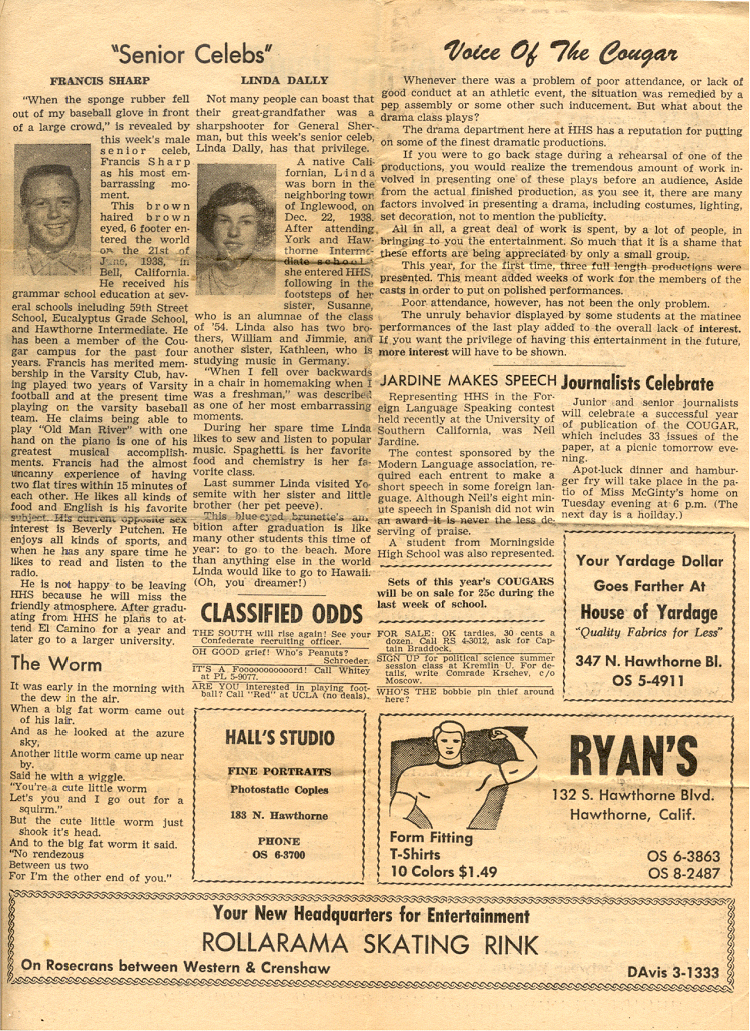 "Senior Celebs"
FRANCIS SHARP
"When the sponge rubber fell
out of my baseball glove in front
of a large crowd," is revealed by
this week's male
senior celeb,
Francis Sharp
as his most em-
barrassing mo-
ment.
This brown
haired brown
eyed, 6 footer en-
tered the world
on the 21st of
June, 1938, in
Bell, California.
He received his
grammar school education at sev-
eral schools including 59th Street
School, Eucalyptus Grade School,
and Hawthorne Intermediate. He
has been a member of the Cou-
gar campus for the past four
years. Francis has merited mem-
bership in the Varsity Club, hav-
ing played two years of Varsity
football and at the present time
playing on the varsity baseball
team. He claims being able to
play "Old Man River" with one
hand on the piano is one of his
greatest musical accomplish-
ments. Francis had the almost
uncanny experience of having
two flat tires within 15 minutes of
each other. He likes all kinds of
food and English is his favorite
subject. His current opposite sex
interest is Beverly Putchen. He
enjoys all kinds of sports, and
when he has any spare time he
likes to read and listen to the
radio.
He is not happy to be leaving
HHS because he will miss the
friendly atmosphere. After gradu-
ating from HHS he plans to at-
tend El Camino for a year and
later go to a larger university.
The Worm
It was early in the morning with
the dew in the air.
When a big fat worm came out
of his lair.
And as he looked at the azure
sky,
Another little worm came up near
by.
Said he with a wiggle.
"You're a cute little worm
Let's you and I go out for a
squirm."
But the cute little worm just
shook it's head.
And to the big fat worm it said.
"No rendezous
Between us two
For I'm the other end of you."
LINDA DALLY
Not many people can boast that
their great-grandfather was a
sharpshooter for General Sher-
man, but this week's senior celeb,
Linda Dally, has that privilege.
A native Cali-
fornian, Linda
was born in the
neighboring town
of Inglewood, on
Dec. 22, 1938.
After attending
York and Haw-
thorne Interme-
diate school
she entered HHS,
following in the
footsteps of her
sister, Susanne,
who is an alumnae of the class
of '54. Linda also has two bro-
thers, William and Jimmie, and
another sister, Kathleen, who is
studying music in Germany.
"When I fell over backwards
in a chair in homemaking when I
was a freshman," was described
as one of her most embarrassing
moments.
During her spare time Linda
likes to sew and listen to popular
music. Spaghetti is her favorite
food and chemistry is her fa-
vorite class.
Last summer Linda visited Yo-
semite with her sister and little
brother (her pet peeve).
This blue-eyed brunette's am-
bition after graduation is like
many other students this time of
year: to go to the beach. More
than anything else in the world
Linda would like to go to Hawaii.
(Oh, you dreamer!)
CLASSIFIED ODDS
THE SOUTH will rise again! See your
Confederate recruiting officer.
OH GOOD grief! Who's Peanuts?
Schroeder.
IT'S A Foooooooooord! Call Whitey
at PL 5-9077.
ARE YOU interested in playing foot-
ball? Call "Red" at UCLA (no deals).
FOR SALE: OK tardies, 30 cents a
dozen. Call RS 4-3012, ask for Cap-
tain Braddock.
SIGN UP for political science summer
session class at Kremlin U. For de-
tails, write Comrade Krschev, c/o
Moscow.
WHO'S THE bobbie pin thief around
here?
Voice Of The Cougar
Whenever there was a problem of poor attendance, or lack of
good conduct at an athletic event, the situation was remedied by a
pep assembly or some other such inducement. But what about the
drama class plays?
The drama department here at HHS has a reputation for putting
on some of the finest dramatic productions.
If you were to go back stage during a rehearsal of one of the
productions, you would realize the tremendous amount of work in-
volved in presenting one of these plays before an audience, Aside
from the actual finished production, as you see it, there are many
factors involved in presenting a drama, including costumes, lighting,
set decoration, not to mention the publicity.
All in all, a great deal of work is spent, by a lot of people, in
bringing to you the entertainment. So much that it is a shame that
these efforts are being appreciated by only a small group.
This year, for the first time, three full length productions were
presented. This meant added weeks of work for the members of the
casts in order to put on polished performances.
Poor attendance, however, has not been the only problem.
The unruly behavior displayed by some students at the matinee
performances of the last play added to the overall lack of interest.
If you want the privilege of having this entertainment in the future,
more interest will have to be shown.
JARDINE MAKES SPEECH
Representing HHS in the For-
eign Language Speaking contest
held recently at the University of
Southern California, was Neil
Jardine.
The contest sponsored by the
Modern Language association, re-
quired each entrant to make a
short speech in some foreign lan-
guage. Although Neil's eight min-
ute speech in Spanish did not win
an award it is never the less de-
serving of praise.
A student from Morningside
High School was also represented.
Sets of this year's COUGARS
will be on sale for 25c during the
last week of school.
Journalists Celebrate
Junior and senior journalists
will celebrate a successful year
of publication of the COUGAR,
which includes 33 issues of the
paper, at a picnic tomorrow eve-
ning.
Apot-luck dinner and hambur-
ger fry will take place in the pa-
tio of Miss McGinty's home on
Tuesday evening at 6 p.m. (The
next day is a hoilday.)
Your Yardage Dollar
Goes Farther At
House of Yardage
"Quality Fabrics for Less"
347 N. Hawthorne Bl.
OS 5-4911
HALL'S STUDIO
FINE PORTRAITS
Photostatic Copies
183 N. Hawthorne
PHONE
OS 6-3700
RYAN'S
132 S. Hawthorne Blvd.
Hawthorne, Calif.
Form Fitting
T-Shirts
10 Colors $1.49
OS 6-3863
OS 8-2487
Your New Headquarters for Entertainment
ROLLARAMA SKATING RINK
On Rosecrans between Western & Crenshaw
DAvis 3-1333